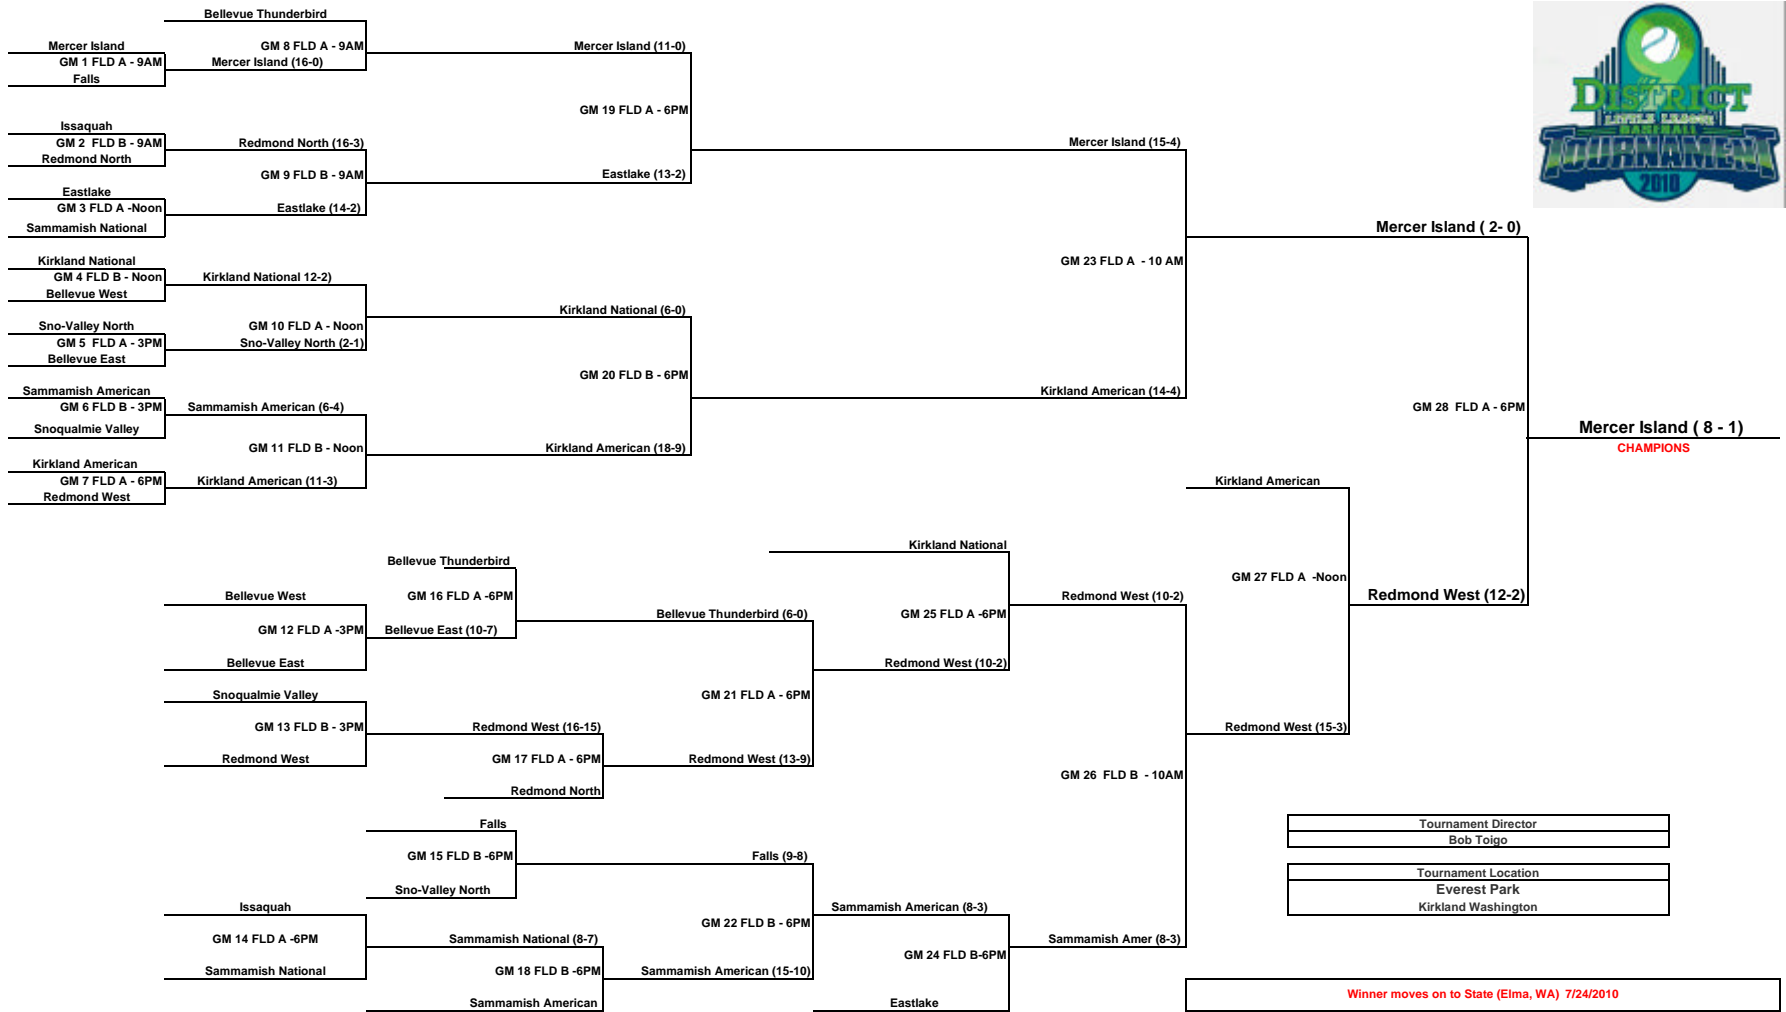 Bellevue Thunderbird
Mercer Island
GM 8 FLD A - 9AM
Mercer Island (11-0)
GM 1 FLD A - 9AM
Mercer Island (16-0)
Falls
GM 19 FLD A - 6PM
Issaquah
GM 2 FLD B - 9AM
Redmond North (16-3)
Mercer Island (15-4)
Redmond North
GM 9 FLD B - 9AM
Eastlake (13-2)
Eastlake
GM 3 FLD A -Noon
Eastlake (14-2)
Sammamish National
Mercer Island ( 2- 0)
Kirkland National
GM 23 FLD A - 10 AM
GM 4 FLD B - Noon
Kirkland National 12-2)
Bellevue West
Kirkland National (6-0)
Sno-Valley North
GM 10 FLD A - Noon
GM 5 FLD A - 3PM
Sno-Valley North (2-1)
Bellevue East
GM 20 FLD B - 6PM
Sammamish American
Kirkland American (14-4)
GM 6 FLD B - 3PM
Sammamish American (6-4)
GM 28 FLD A - 6PM
Snoqualmie Valley
Mercer Island ( 8 - 1)
GM 11 FLD B - Noon
Kirkland American (18-9)
CHAMPIONS
Kirkland American
GM 7 FLD A - 6PM
Kirkland American (11-3)
Kirkland American
Redmond West
Kirkland National
Bellevue Thunderbird
GM 27 FLD A -Noon
Bellevue West
GM 16 FLD A -6PM
Redmond West (10-2)
Redmond West (12-2)
Bellevue Thunderbird (6-0)
GM 25 FLD A -6PM
GM 12 FLD A -3PM
Bellevue East (10-7)
Bellevue East
Redmond West (10-2)
Snoqualmie Valley
GM 21 FLD A - 6PM
GM 13 FLD B - 3PM
Redmond West (16-15)
Redmond West (15-3)
Redmond West
GM 17 FLD A - 6PM
Redmond West (13-9)
GM 26 FLD B - 10AM
Redmond North
Falls
GM 15 FLD B -6PM
Falls (9-8)
Sno-Valley North
Issaquah
Sammamish American (8-3)
GM 22 FLD B - 6PM
GM 14 FLD A -6PM
Sammamish National (8-7)
Sammamish Amer (8-3)
GM 24 FLD B-6PM
Sammamish National
GM 18 FLD B -6PM
Sammamish American (15-10)
Sammamish American
Eastlake
9
DISTRICT
LITTLE LEAGUE
BASEBALL
TOURNAMENT
2010
Tournament Director
Bob Toigo
Tournament Location
Everest Park
Kirkland Washington
Winner moves on to State (Elma, WA) 7/24/2010